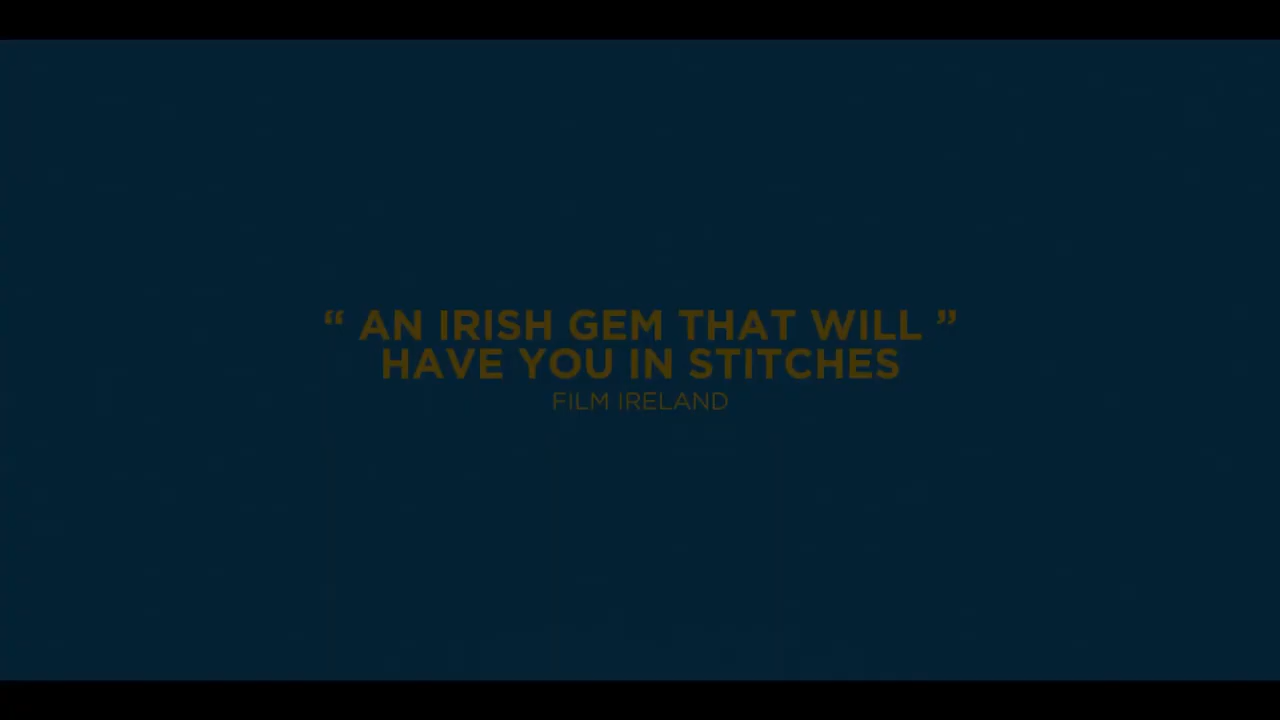 “ AN IRISH GEM THAT WILL ”
HAVE YOU IN STITCHES
FILM IRELAND